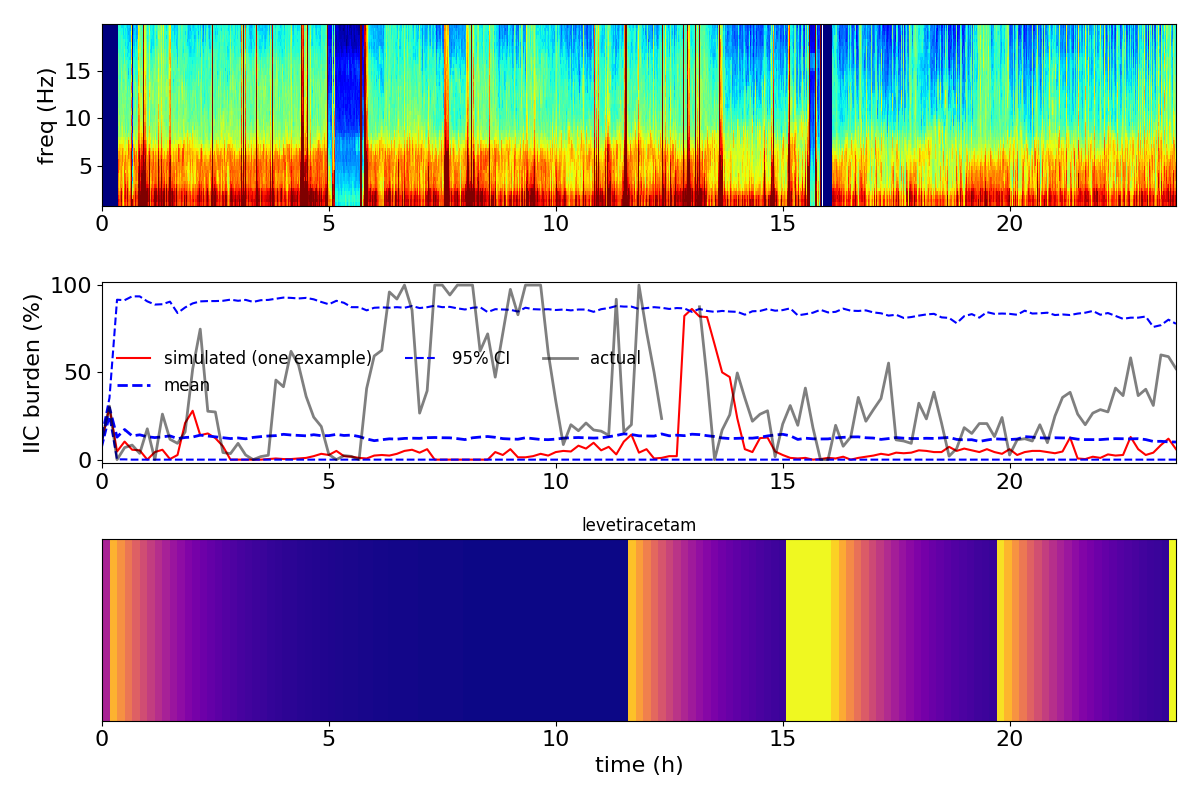 freq (Hz)
15
10
5
0 5 10 15 20
IIC burden (%)
100
50
0
simulated (one example) 95% CI actual
mean
0 5 10 15 20
levetiracetam
0 5 10 15 20
time (h)